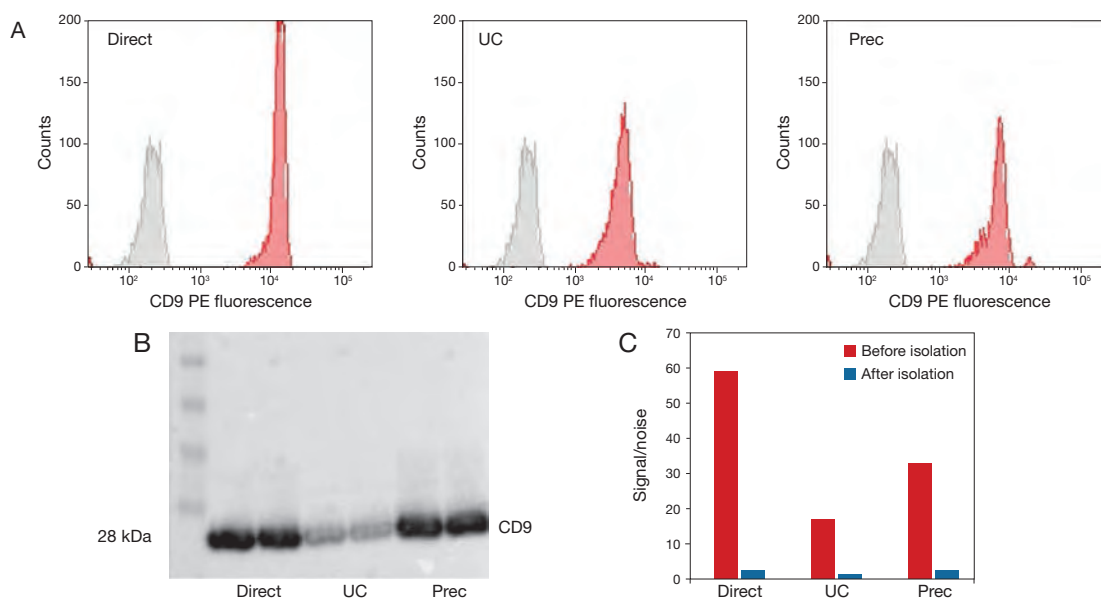 A
Direct
200
150
100
50
0
Counts
10² 10³ 10⁴ 10⁵
CD9 PE fluorescence
UC
200
150
100
50
0
Counts
10² 10³ 10⁴ 10⁵
CD9 PE fluorescence
Prec
200
150
100
50
0
Counts
10² 10³ 10⁴ 10⁵
CD9 PE fluorescence
B
28 kDa
CD9
Direct UC Prec
C
Before isolation
After isolation
70
60
50
40
30
20
10
0
Signal/noise
Direct UC Prec